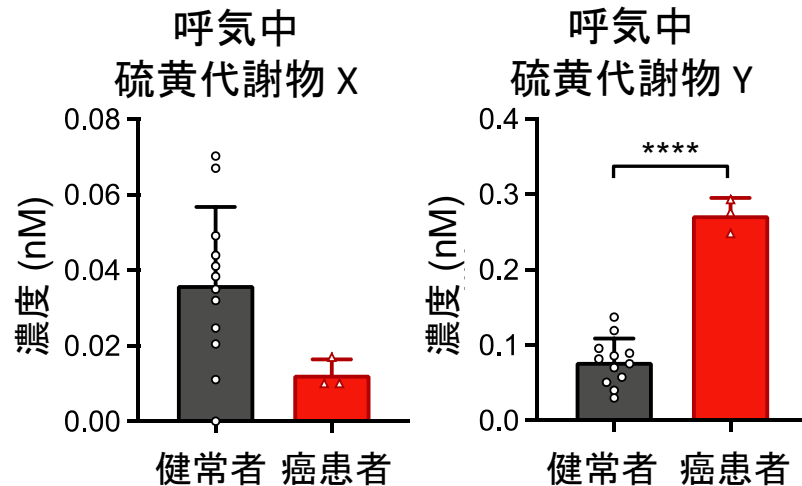 呼気中
硫黄代謝物 X
0.08
0.06
0.04
0.02
0.00
濃度 (nM)
健常者
癌患者
呼気中
硫黄代謝物 Y
0.4
0.3
0.2
0.1
0.0
濃度 (nM)
****
健常者
癌患者